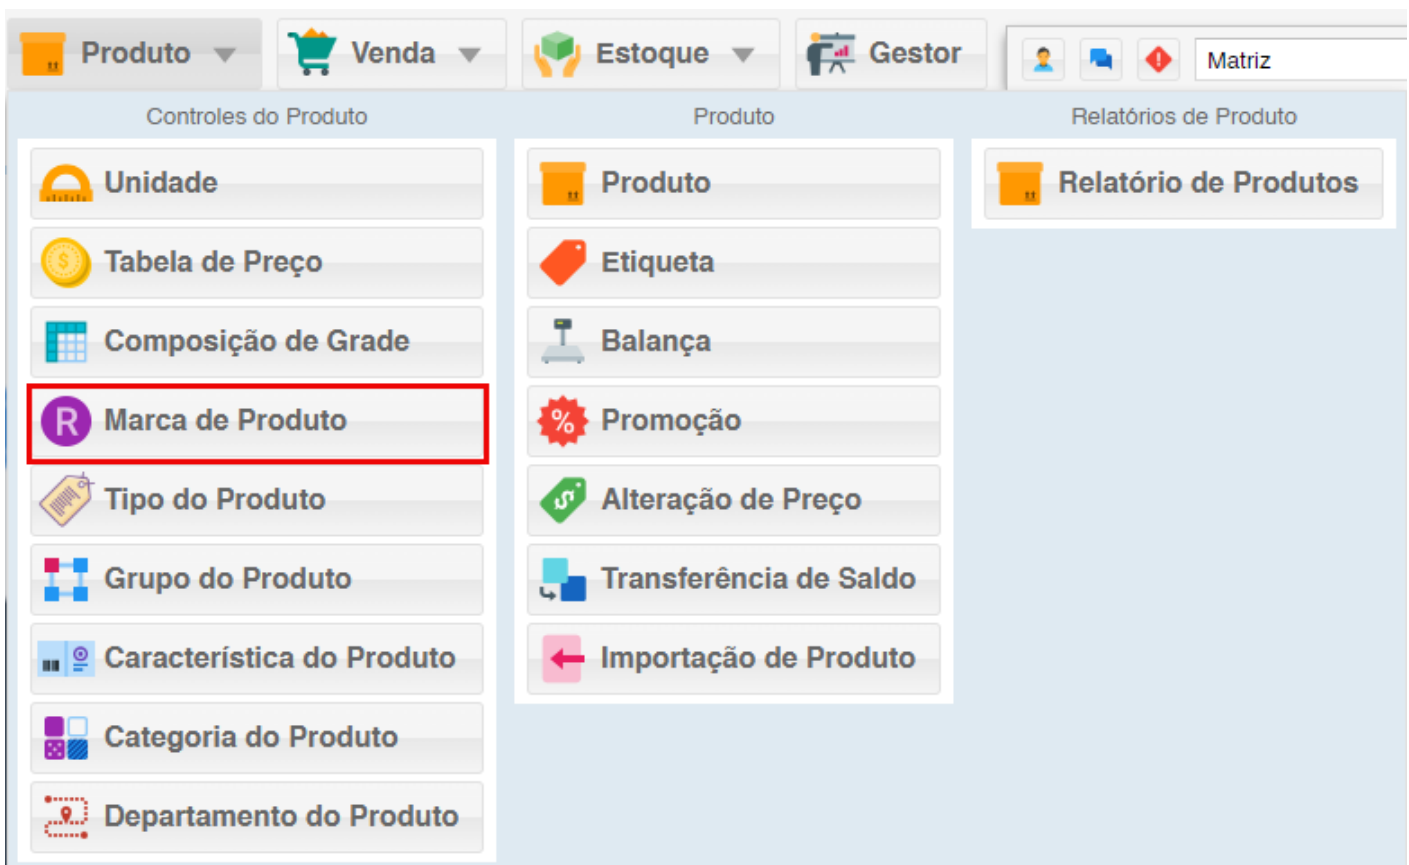 Produto
Venda
Estoque
Gestor
Matriz
Controles do Produto
Unidade
Tabela de Preço
Composição de Grade
R Marca de Produto
Tipo do Produto
Grupo do Produto
Característica do Produto
Categoria do Produto
Departamento do Produto
Produto
Produto
Etiqueta
Balança
% Promoção
Alteração de Preço
Transferência de Saldo
Importação de Produto
Relatórios de Produto
Relatório de Produtos